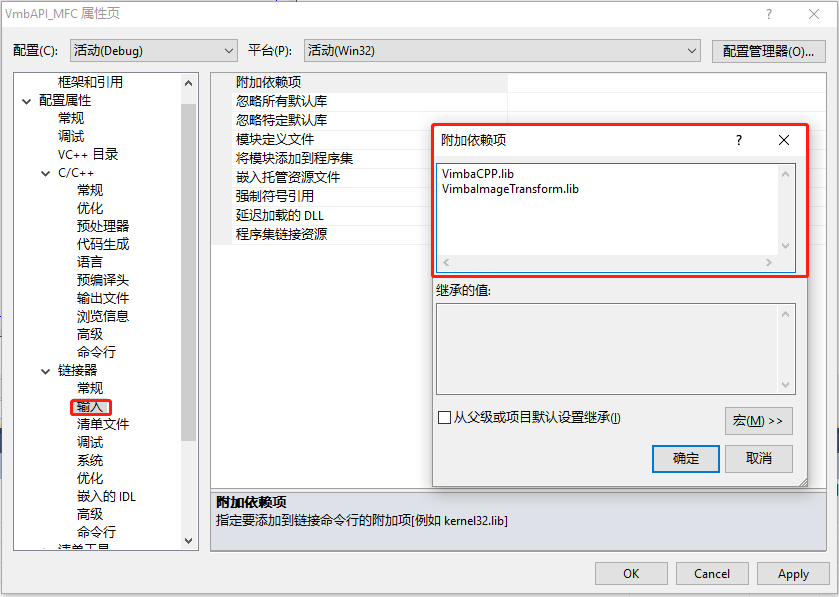 VmbAPI_MFC 属性页
配置(C):
活动(Debug)
平台(P):
活动(Win32)
配置管理器(O)...
框架和引用
配置属性
常规
调试
VC++ 目录
C/C++
常规
优化
预处理器
代码生成
语言
预编译头
输出文件
浏览信息
高级
命令行
链接器
常规
输入
清单文件
调试
系统
优化
嵌入的 IDL
高级
命令行
清单工具
附加依赖项
忽略所有默认库
忽略特定默认库
模块定义文件
将模块添加到程序集
嵌入托管资源文件
强制符号引用
延迟加载的 DLL
程序集链接资源
附加依赖项
VimbaCPP.lib
VimbaImageTransform.lib
继承的值:
从父级或项目默认设置继承(I)
宏(M) >>
确定
取消
附加依赖项
指定要添加到链接命令行的附加项[例如 kernel32.lib]
OK
Cancel
Apply